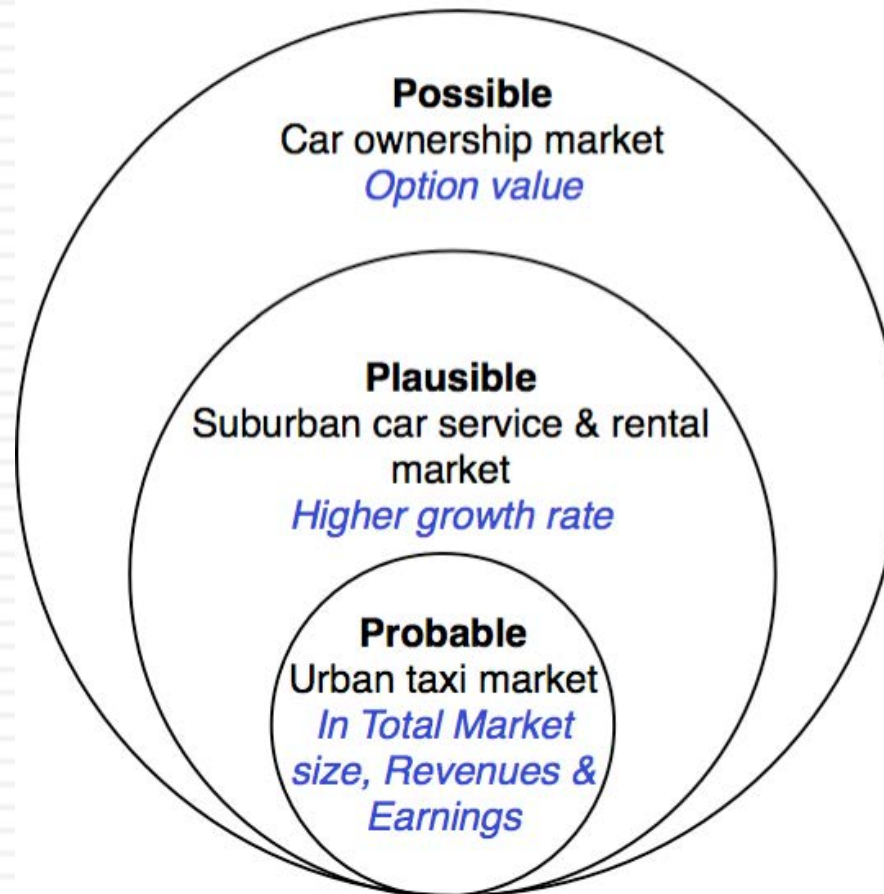 Possible
Car ownership market
Option value
Plausible
Suburban car service & rental
market
Higher growth rate
Probable
Urban taxi market
In Total Market
size, Revenues &
Earnings